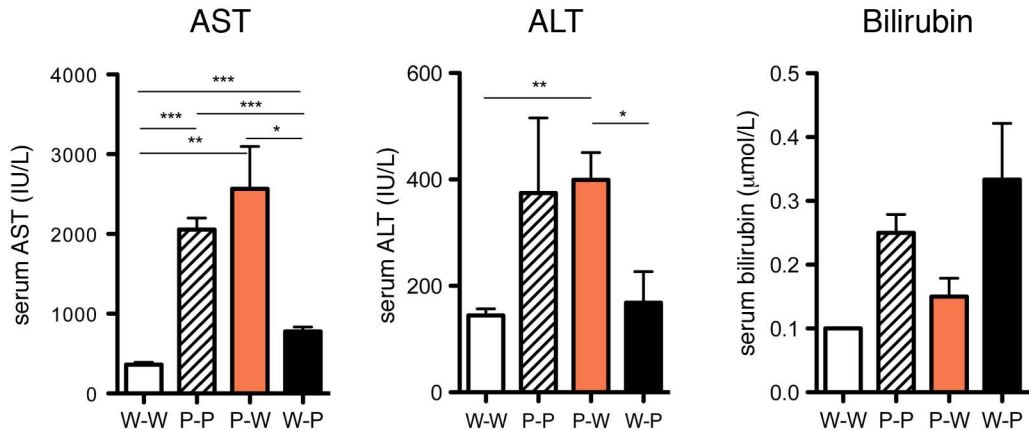 AST
serum AST (IU/L)
4000
3000
2000
1000
0
***
***
***
*
**
W-W P-P P-W W-P
ALT
serum ALT (IU/L)
600
400
200
0
**
*
W-W P-P P-W W-P
Bilirubin
serum bilirubin (μmol/L)
0.5
0.4
0.3
0.2
0.1
0.0
W-W P-P P-W W-P